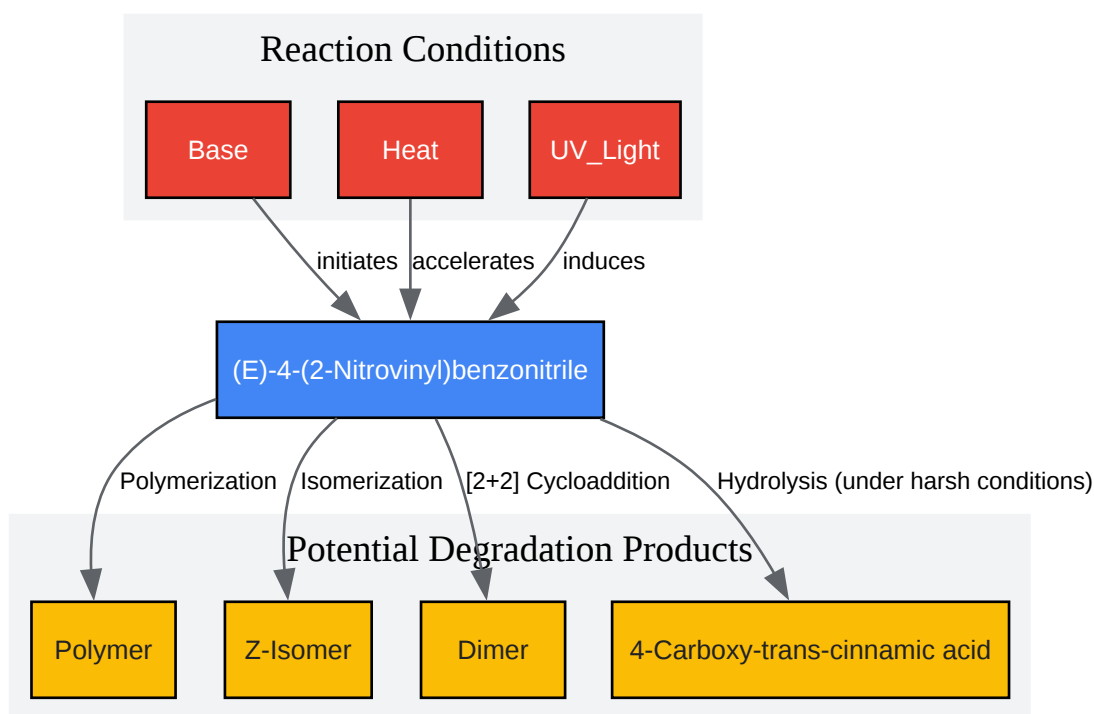 Reaction Conditions
Base
Heat
UV_Light
initiates
accelerates
induces
(E)-4-(2-Nitrovinyl)benzonitrile
Polymerization
Isomerization
[2+2] Cycloaddition
Hydrolysis (under harsh conditions)
Potential Degradation Products
Polymer
Z-Isomer
Dimer
4-Carboxy-trans-cinnamic acid